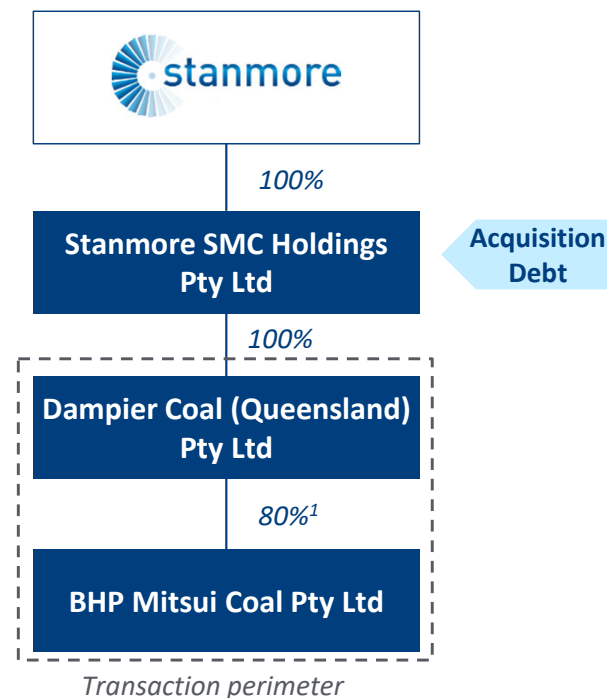 stanmore
100%
Stanmore SMC Holdings
Pty Ltd
Acquisition
Debt
100%
Dampier Coal (Queensland)
Pty Ltd
80%¹
BHP Mitsui Coal Pty Ltd
Transaction perimeter